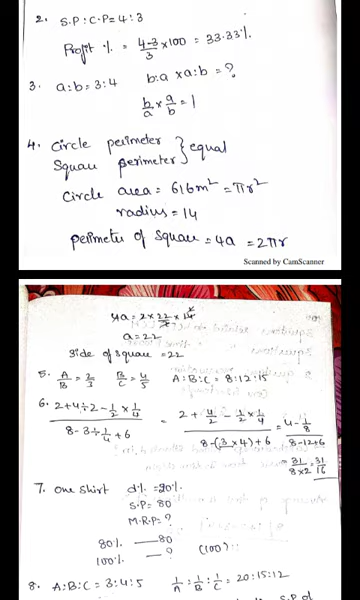 2. S.P : C.P = 4 : 3
Profit % = 4-3/3 × 100 = 33.33%
3. a:b = 3:4 b:a × a:b = ?
b/a × a/b = 1
4. Circle perimeter } equal
Square perimeter
Circle area = 616m² = πr²
radius = 14
perimeter of square = 4a = 2πr
Scanned by CamScanner
4a = 2 × 22/7 × 14
a = 22
side of square = 22
5. A/B = 2/3 B/C = 4/5 A:B:C = 8:12:15
6. 2+4÷2-1/2×1/4 / 8-3÷1/4+6 = 2+4/2-1/2×1/4 / 8-(3×4)+6 = 4-1/8 / 8-12+6
= 31/8×2 = 31/16
7. One shirt d% = 20%
S.P = 80
M.R.P = ?
80% — 80
100% — ? (100)
8. A:B:C = 3:4:5 1/A : 1/B : 1/C = 20:15:12
S.P of